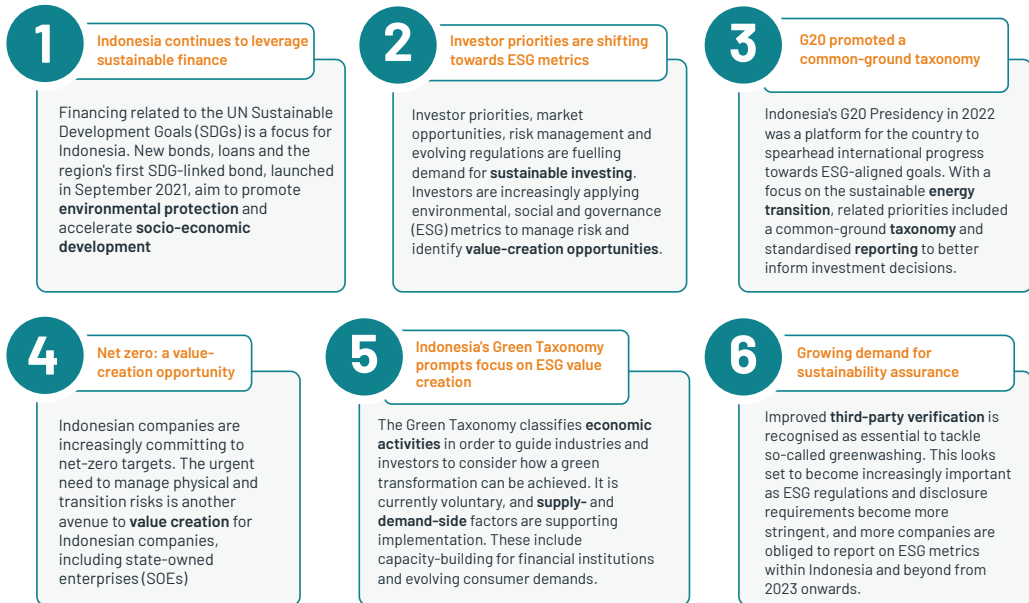 1
Indonesia continues to leverage
sustainable finance
Financing related to the UN Sustainable
Development Goals (SDGs) is a focus for
Indonesia. New bonds, loans and the
region's first SDG-linked bond, launched
in September 2021, aim to promote
environmental protection and
accelerate socio-economic
development
2
Investor priorities are shifting
towards ESG metrics
Investor priorities, market
opportunities, risk management and
evolving regulations are fuelling
demand for sustainable investing.
Investors are increasingly applying
environmental, social and governance
(ESG) metrics to manage risk and
identify value-creation opportunities.
3
G20 promoted a
common-ground taxonomy
Indonesia's G20 Presidency in 2022
was a platform for the country to
spearhead international progress
towards ESG-aligned goals. With a
focus on the sustainable energy
transition, related priorities included
a common-ground taxonomy and
standardised reporting to better
inform investment decisions.
4
Net zero: a value-
creation opportunity
Indonesian companies are
increasingly committing to
net-zero targets. The urgent
need to manage physical and
transition risks is another
avenue to value creation for
Indonesian companies,
including state-owned
enterprises (SOEs)
5
Indonesia's Green Taxonomy
prompts focus on ESG value
creation
The Green Taxonomy classifies economic
activities in order to guide industries and
investors to consider how a green
transformation can be achieved. It is
currently voluntary, and supply- and
demand-side factors are supporting
implementation. These include
capacity-building for financial institutions
and evolving consumer demands.
6
Growing demand for
sustainability assurance
Improved third-party verification is
recognised as essential to tackle
so-called greenwashing. This looks
set to become increasingly important
as ESG regulations and disclosure
requirements become more
stringent, and more companies are
obliged to report on ESG metrics
within Indonesia and beyond from
2023 onwards.